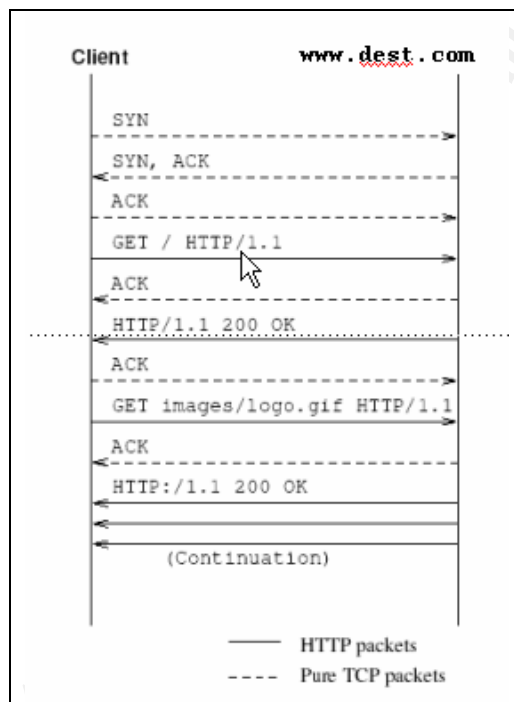 Client www.dest.com
SYN
SYN, ACK
ACK
GET / HTTP/1.1
ACK
HTTP/1.1 200 OK
ACK
GET images/logo.gif HTTP/1.1
ACK
HTTP:/1.1 200 OK
(Continuation)
HTTP packets
Pure TCP packets